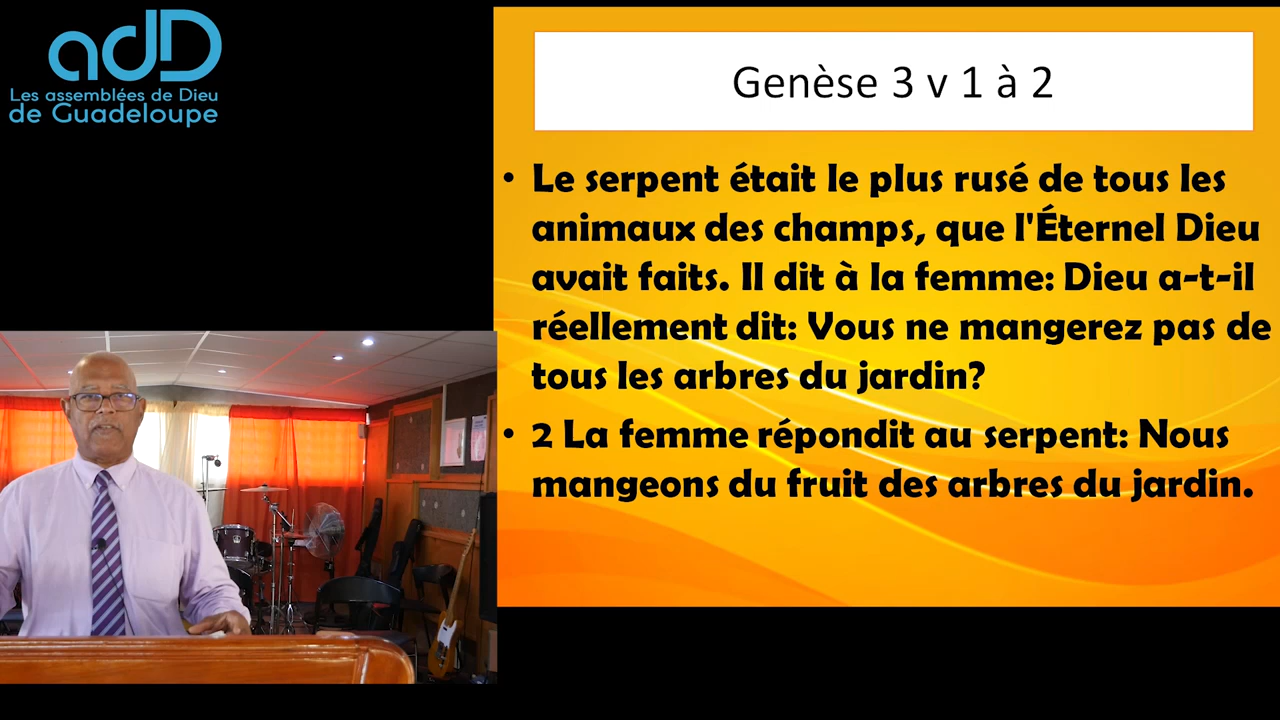 adD
Les assemblées de Dieu
de Guadeloupe
Genèse 3 v 1 à 2
• Le serpent était le plus rusé de tous les
animaux des champs, que l'Éternel Dieu
avait faits. Il dit à la femme: Dieu a-t-il
réellement dit: Vous ne mangerez pas de
tous les arbres du jardin?
• 2 La femme répondit au serpent: Nous
mangeons du fruit des arbres du jardin.